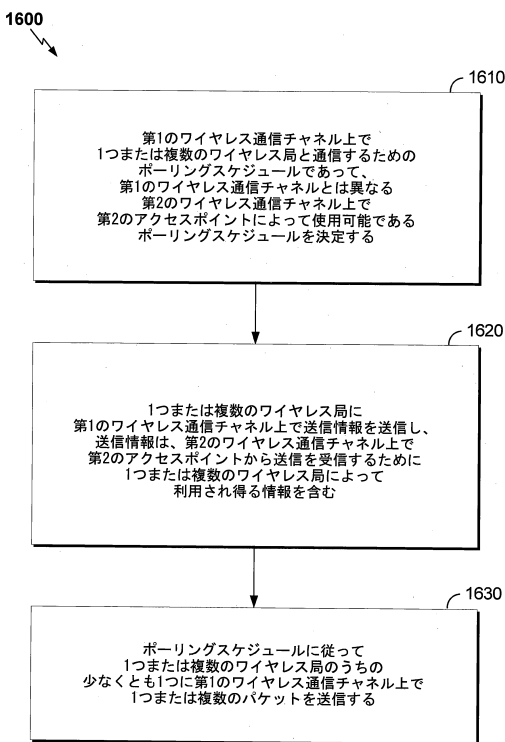 1600
1610
第1のワイヤレス通信チャネル上で
1つまたは複数のワイヤレス局と通信するための
ポーリングスケジュールであって、
第1のワイヤレス通信チャネルとは異なる
第2のワイヤレス通信チャネル上で
第2のアクセスポイントによって使用可能である
ポーリングスケジュールを決定する
1620
1つまたは複数のワイヤレス局に
第1のワイヤレス通信チャネル上で送信情報を送信し、
送信情報は、第2のワイヤレス通信チャネル上で
第2のアクセスポイントから送信を受信するために
1つまたは複数のワイヤレス局によって
利用され得る情報を含む
1630
ポーリングスケジュールに従って
1つまたは複数のワイヤレス局のうちの
少なくとも1つに第1のワイヤレス通信チャネル上で
1つまたは複数のパケットを送信する